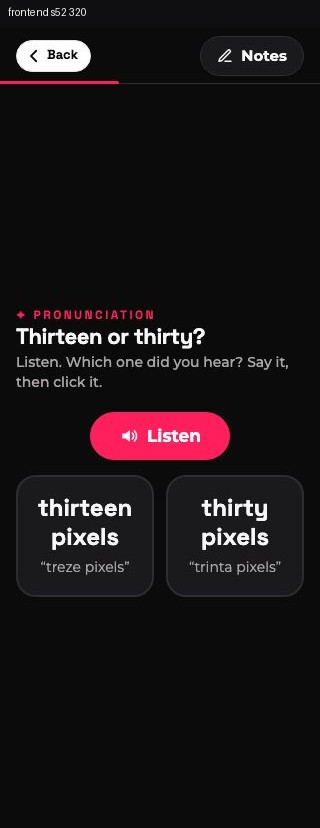 frontend s52 320
Back
Notes
✦ PRONUNCIATION
Thirteen or thirty?
Listen. Which one did you hear? Say it,
then click it.
Listen
thirteen
pixels
“treze pixels”
thirty
pixels
“trinta pixels”